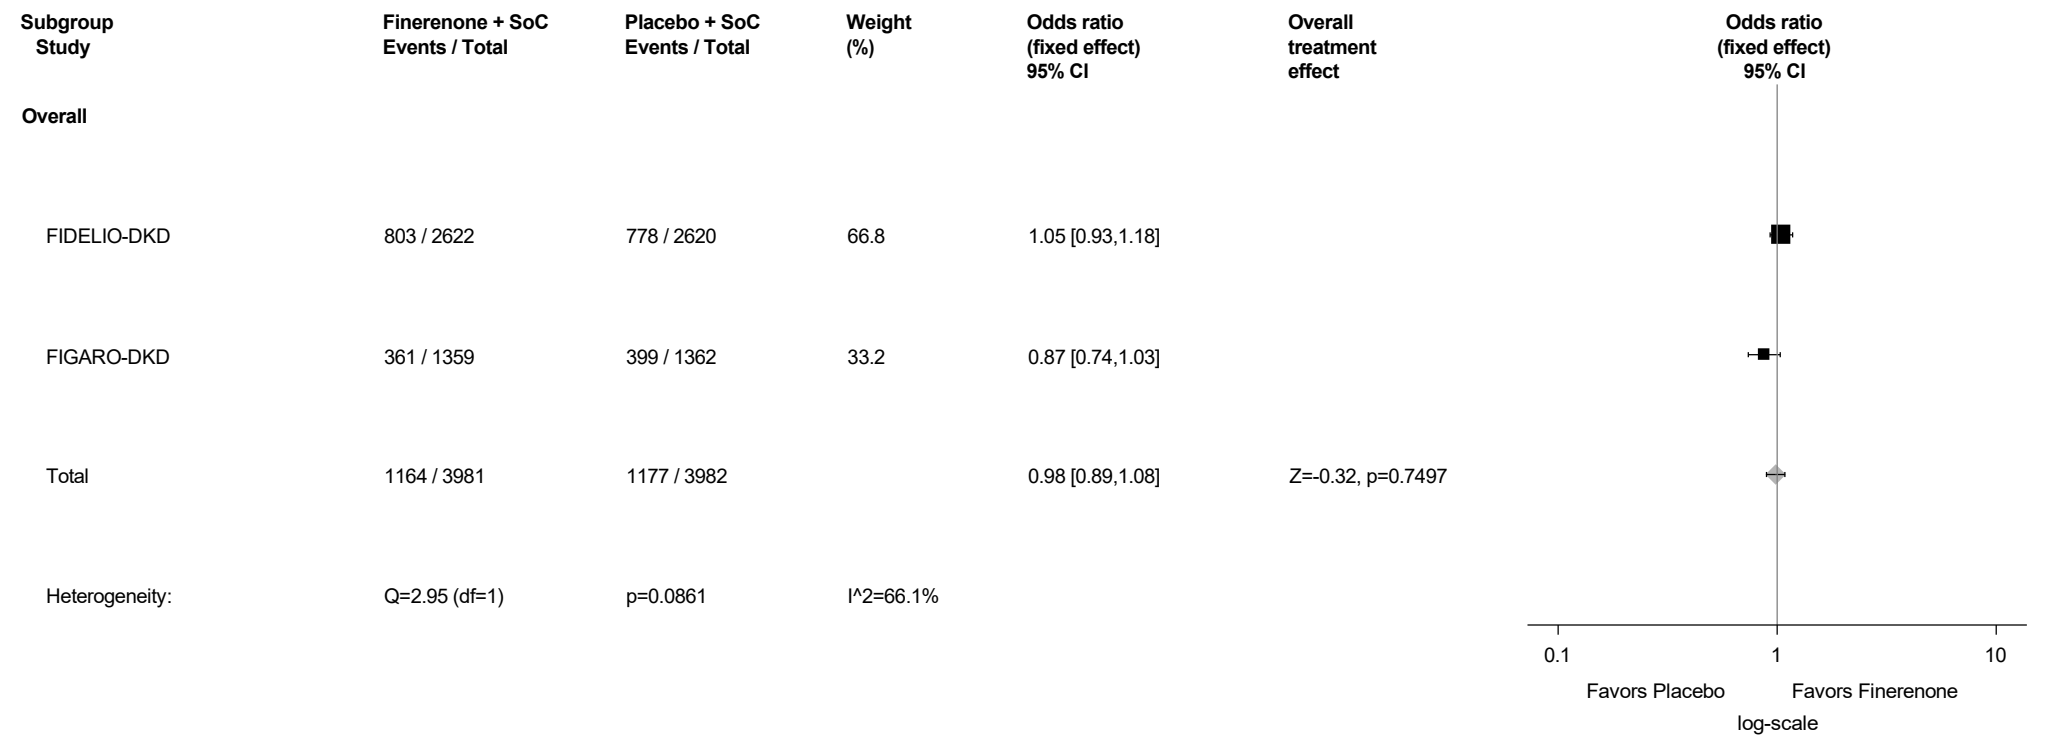 Subgroup Finerenone + SoC Placebo + SoC Weight Odds ratio Overall Odds ratio
Study Events / Total Events / Total (%) (fixed effect) treatment (fixed effect)
95% CI effect 95% CI
Overall
FIDELIO-DKD 803 / 2622 778 / 2620 66.8 1.05 [0.93,1.18]
FIGARO-DKD 361 / 1359 399 / 1362 33.2 0.87 [0.74,1.03]
Total 1164 / 3981 1177 / 3982 0.98 [0.89,1.08] Z=-0.32, p=0.7497
Heterogeneity: Q=2.95 (df=1) p=0.0861 I^2=66.1%
0.1 1 10
Favors Placebo Favors Finerenone
log-scale